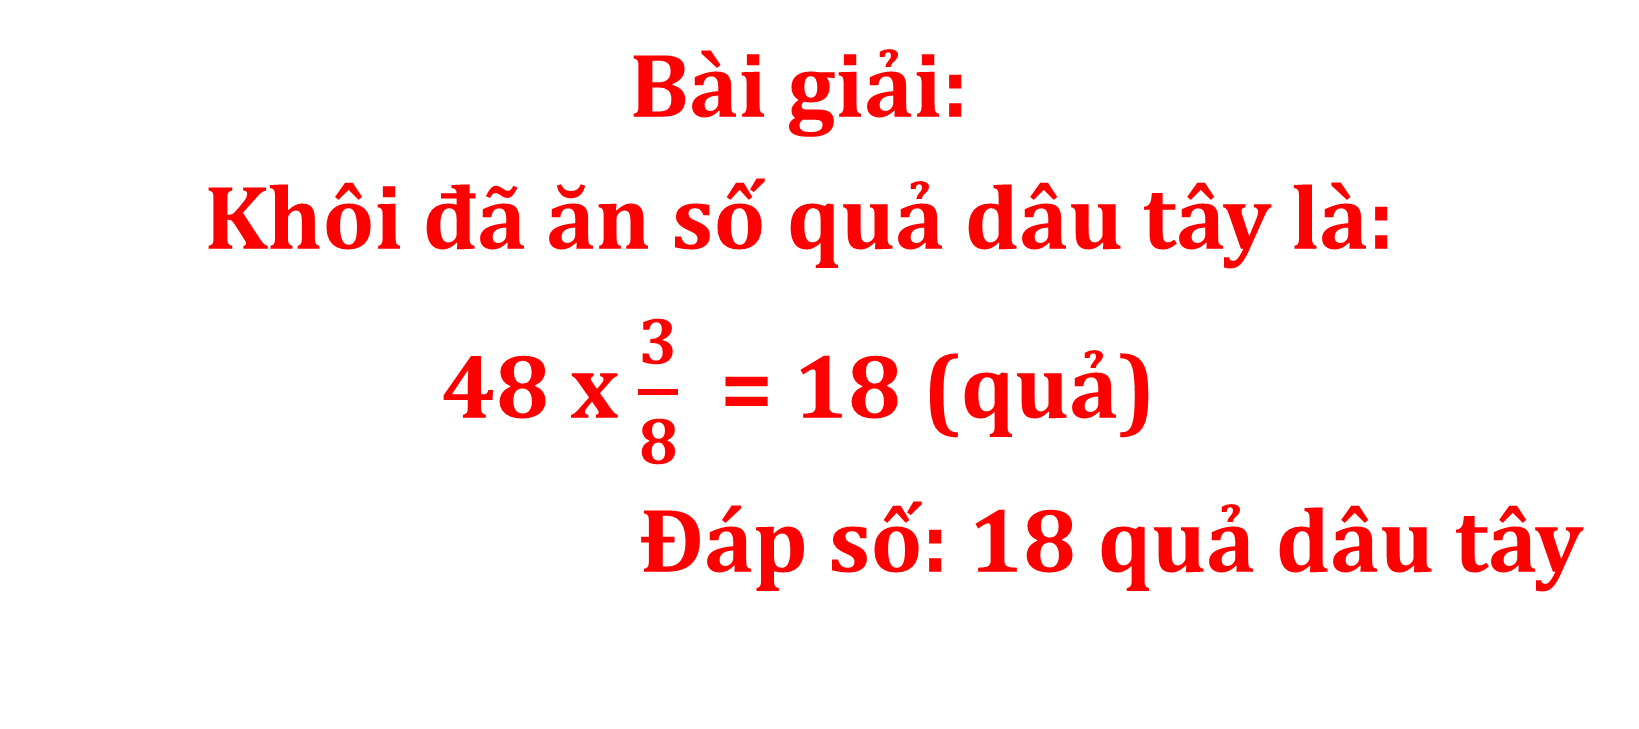 Bài giải:
Khôi đã ăn số quả dâu tây là:
48 x 3/8 = 18 (quả)
Đáp số: 18 quả dâu tây